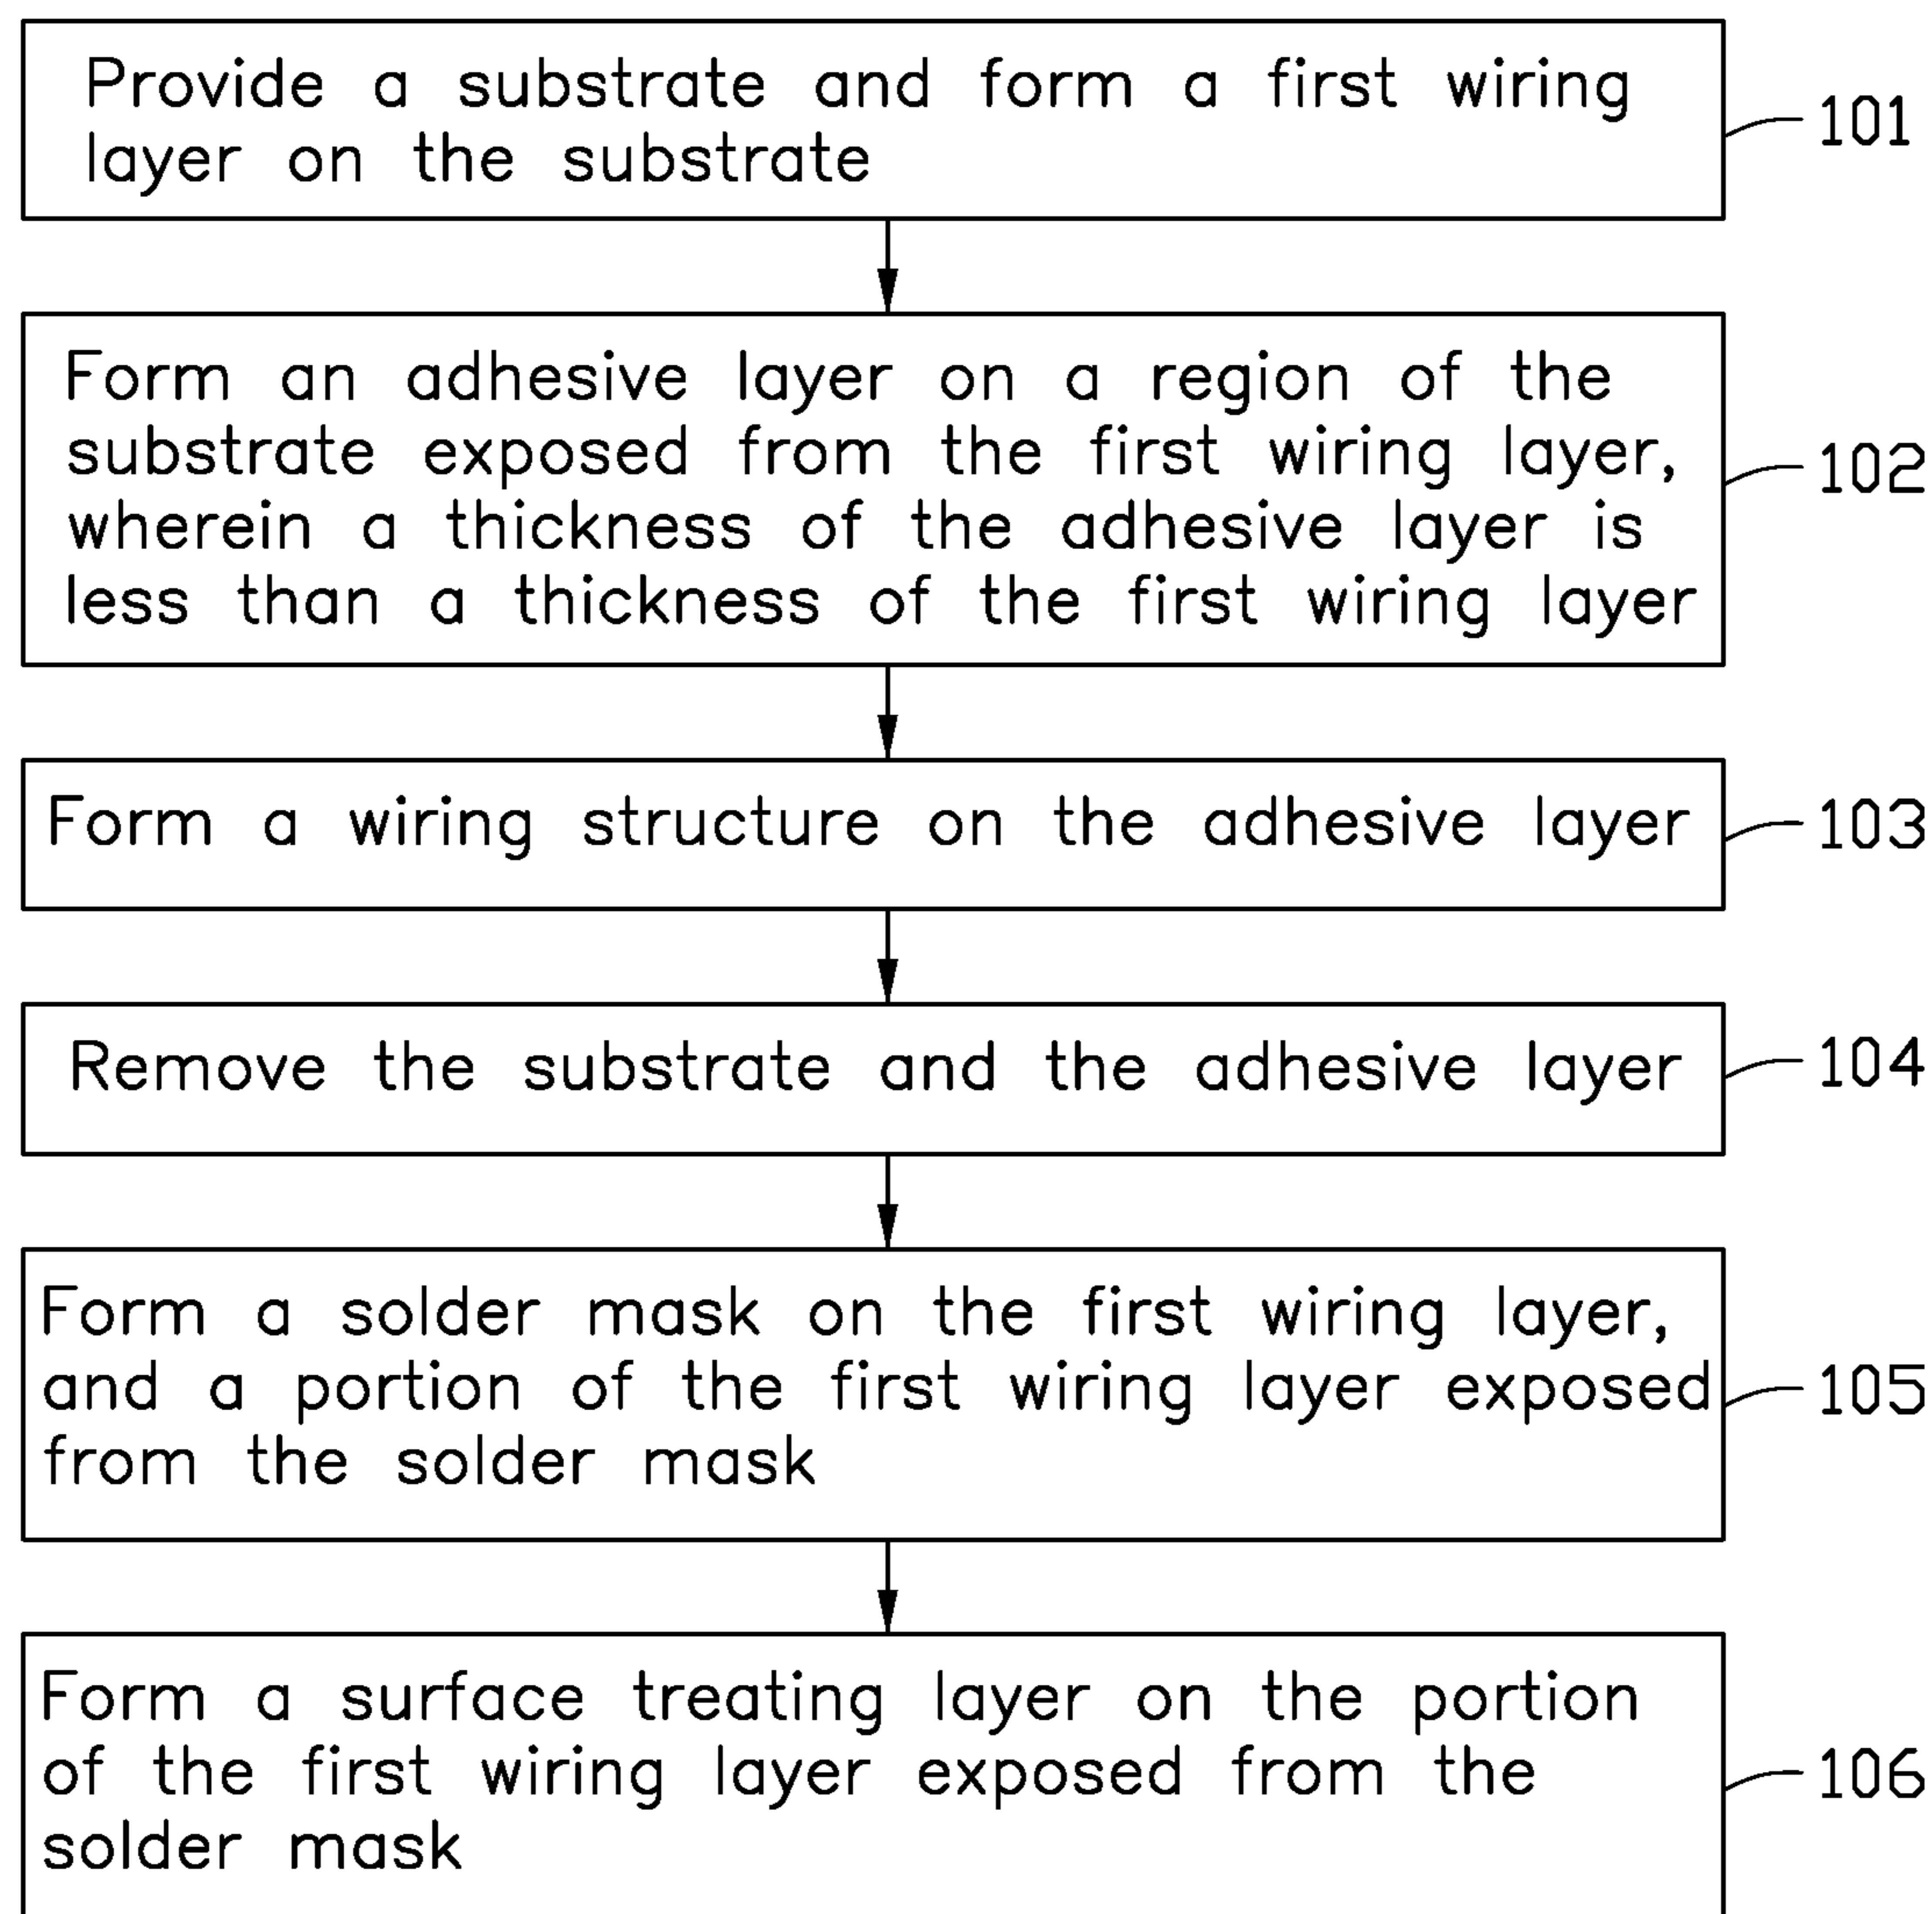 Provide a substrate and form a first wiring
layer on the substrate
101
Form an adhesive layer on a region of the
substrate exposed from the first wiring layer,
wherein a thickness of the adhesive layer is
less than a thickness of the first wiring layer
102
Form a wiring structure on the adhesive layer
103
Remove the substrate and the adhesive layer
104
Form a solder mask on the first wiring layer,
and a portion of the first wiring layer exposed
from the solder mask
105
Form a surface treating layer on the portion
of the first wiring layer exposed from the
solder mask
106